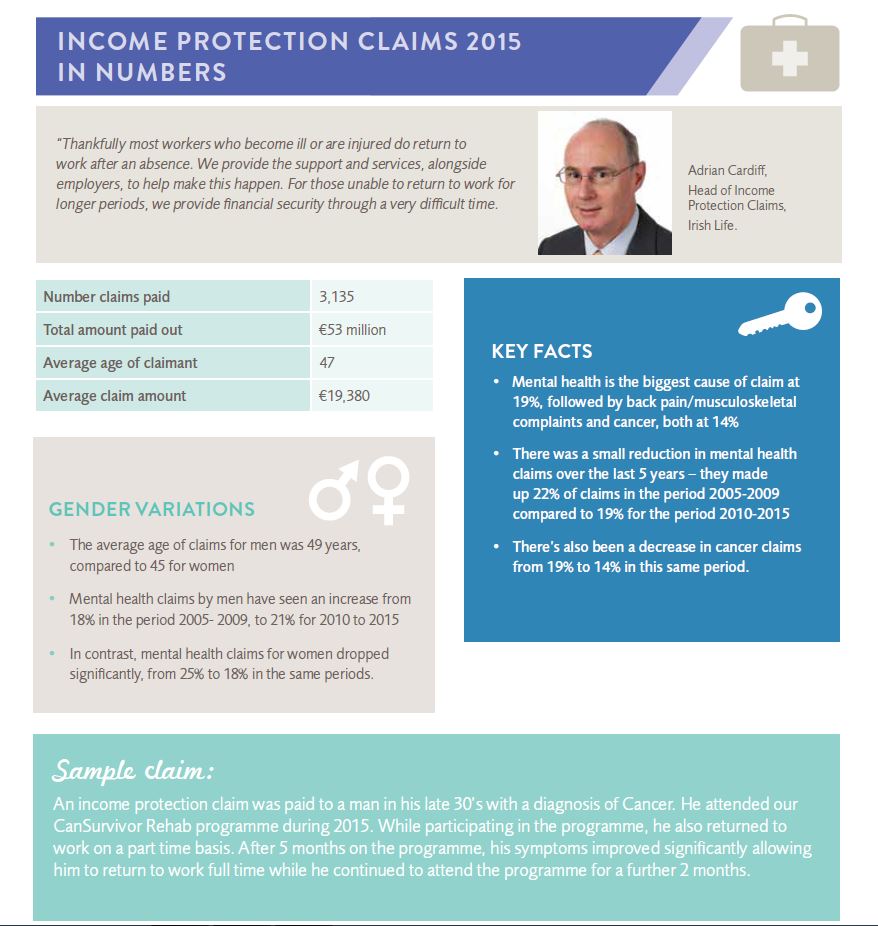 INCOME PROTECTION CLAIMS 2015
IN NUMBERS
“Thankfully most workers who become ill or are injured do return to
work after an absence. We provide the support and services, alongside
employers, to help make this happen. For those unable to return to work for
longer periods, we provide financial security through a very difficult time.
Adrian Cardiff,
Head of Income
Protection Claims,
Irish Life.
Number claims paid 3,135
Total amount paid out €53 million
Average age of claimant 47
Average claim amount €19,380
KEY FACTS
• Mental health is the biggest cause of claim at
19%, followed by back pain/musculoskeletal
complaints and cancer, both at 14%
• There was a small reduction in mental health
claims over the last 5 years – they made
up 22% of claims in the period 2005-2009
compared to 19% for the period 2010-2015
• There's also been a decrease in cancer claims
from 19% to 14% in this same period.
GENDER VARIATIONS
• The average age of claims for men was 49 years,
compared to 45 for women
• Mental health claims by men have seen an increase from
18% in the period 2005- 2009, to 21% for 2010 to 2015
• In contrast, mental health claims for women dropped
significantly, from 25% to 18% in the same periods.
Sample claim:
An income protection claim was paid to a man in his late 30's with a diagnosis of Cancer. He attended our
CanSurvivor Rehab programme during 2015. While participating in the programme, he also returned to
work on a part time basis. After 5 months on the programme, his symptoms improved significantly allowing
him to return to work full time while he continued to attend the programme for a further 2 months.